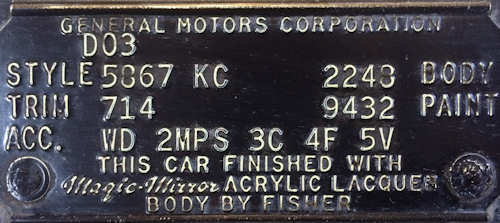 GENERAL MOTORS CORPORATION
D03
STYLE 5867 KC 2248 BODY
TRIM 714 9432 PAINT
ACC. WD 2MPS 3C 4F 5V
THIS CAR FINISHED WITH
Magic-Mirror ACRYLIC LACQUER
BODY BY FISHER